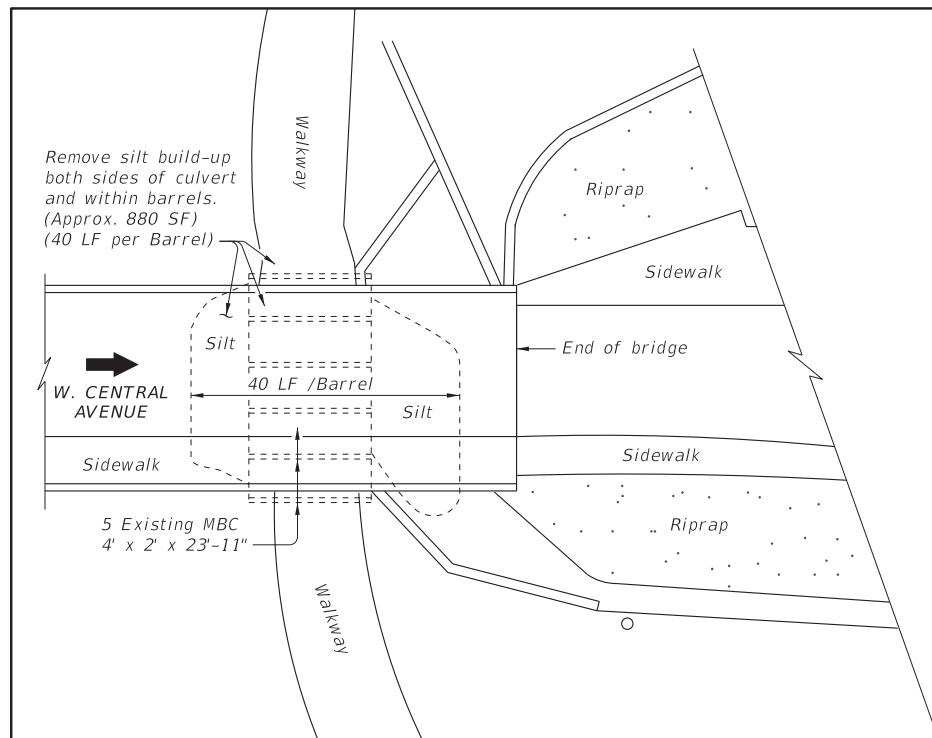 Walkway
Remove silt build-up
both sides of culvert
and within barrels.
(Approx. 880 SF)
(40 LF per Barrel)
Riprap
Sidewalk
Silt
End of bridge
W. CENTRAL
AVENUE
40 LF /Barrel
Silt
Sidewalk
Sidewalk
5 Existing MBC
4' x 2' x 23'-11"
Riprap
Walkway